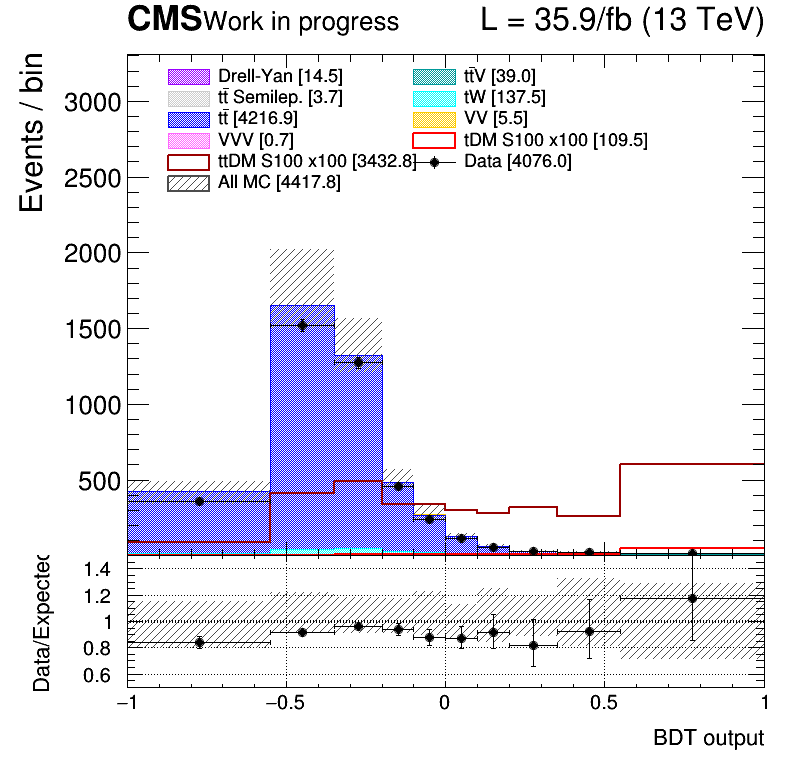 CMS Work in progress L = 35.9/fb (13 TeV)
Events / bin
Drell-Yan [14.5] tt̄V [39.0]
tt̄ Semilep. [3.7] tW [137.5]
tt̄ [4216.9] VV [5.5]
VVV [0.7] tDM S100 x100 [109.5]
ttDM S100 x100 [3432.8] Data [4076.0]
All MC [4417.8]
3000
2500
2000
1500
1000
500
Data/Expected
1.4
1.2
1
0.8
0.6
−1 −0.5 0 0.5 1
BDT output